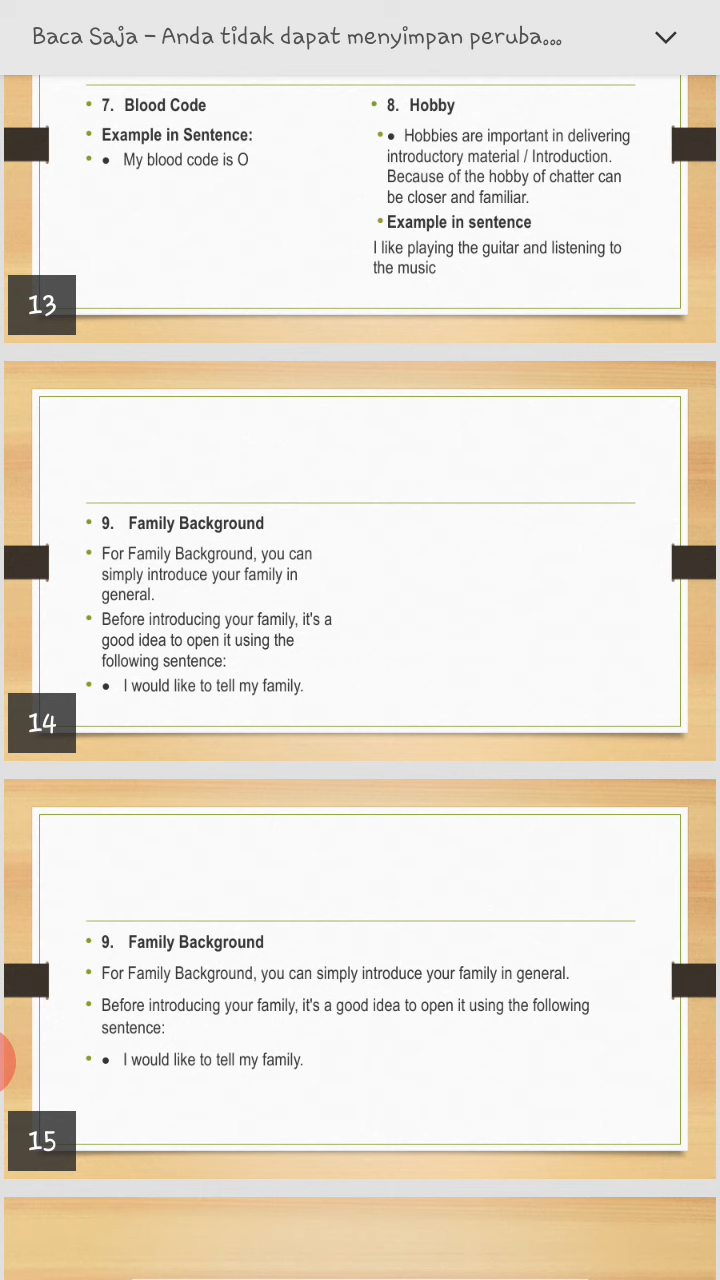 Baca Saja – Anda tidak dapat menyimpan peruba...
• 7. Blood Code
• Example in Sentence:
• ● My blood code is O
• 8. Hobby
• ● Hobbies are important in delivering
introductory material / Introduction.
Because of the hobby of chatter can
be closer and familiar.
• Example in sentence
I like playing the guitar and listening to
the music
13
• 9. Family Background
• For Family Background, you can
simply introduce your family in
general.
• Before introducing your family, it's a
good idea to open it using the
following sentence:
• ● I would like to tell my family.
14
• 9. Family Background
• For Family Background, you can simply introduce your family in general.
• Before introducing your family, it's a good idea to open it using the following
sentence:
• ● I would like to tell my family.
15